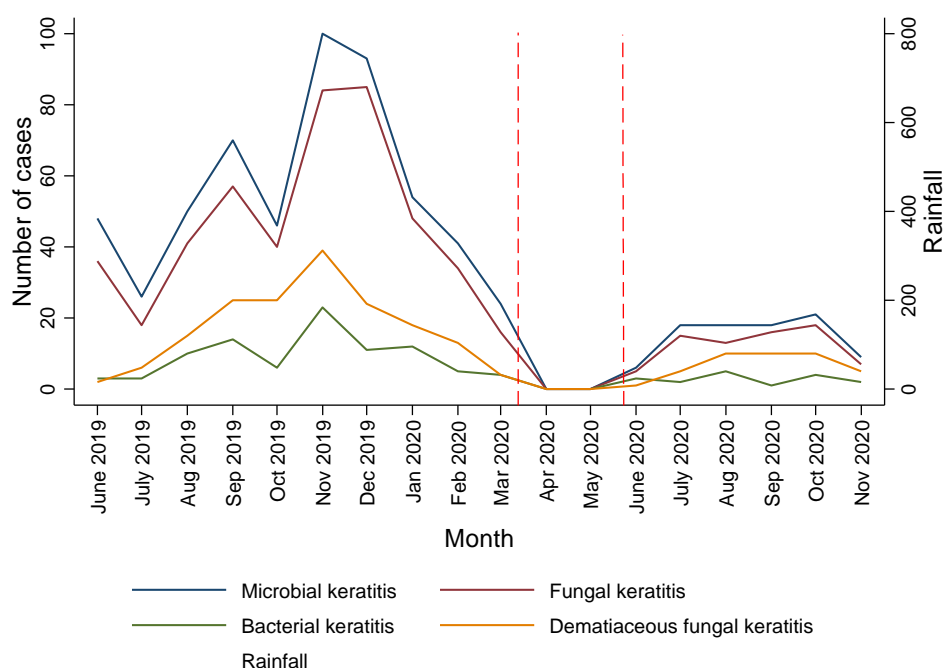 Number of cases
100
80
60
40
20
0
Rainfall
800
600
400
200
0
June 2019
July 2019
Aug 2019
Sep 2019
Oct 2019
Nov 2019
Dec 2019
Jan 2020
Feb 2020
Mar 2020
Apr 2020
May 2020
June 2020
July 2020
Aug 2020
Sep 2020
Oct 2020
Nov 2020
Month
Microbial keratitis
Fungal keratitis
Bacterial keratitis
Dematiaceous fungal keratitis
Rainfall